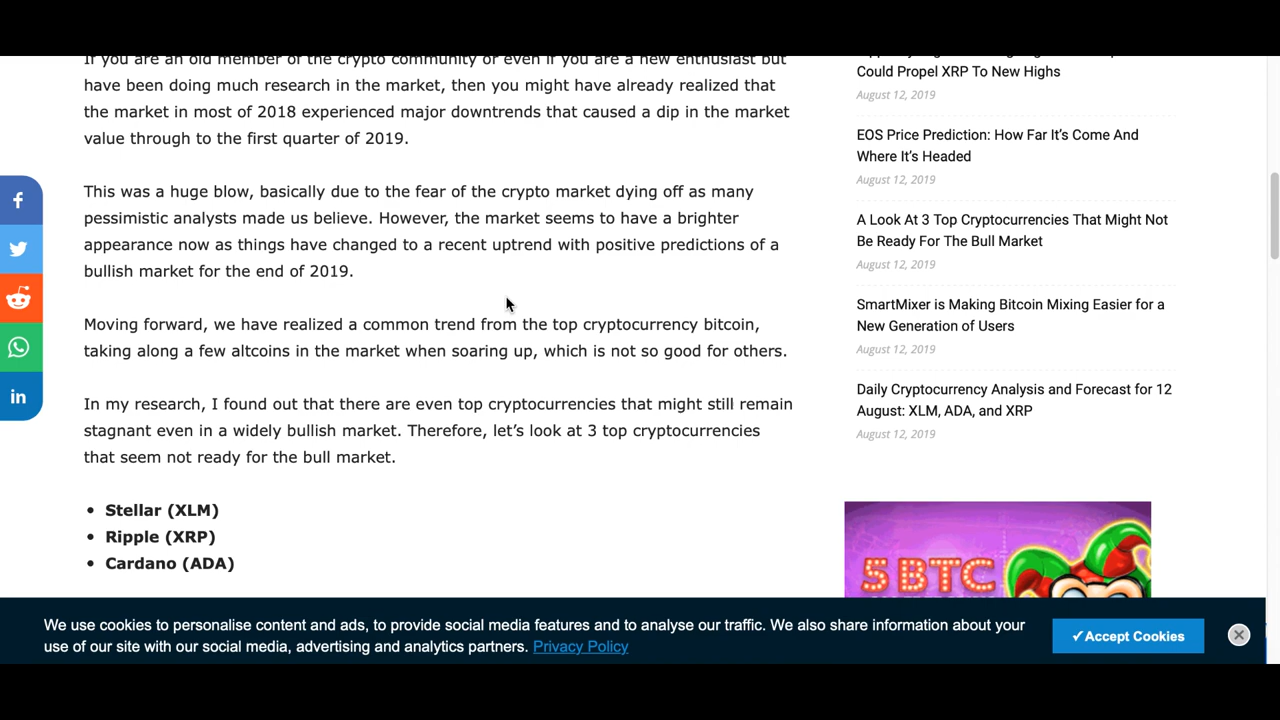 If you are an old member of the crypto community or even if you are a new enthusiast but
have been doing much research in the market, then you might have already realized that
the market in most of 2018 experienced major downtrends that caused a dip in the market
value through to the first quarter of 2019.
This was a huge blow, basically due to the fear of the crypto market dying off as many
pessimistic analysts made us believe. However, the market seems to have a brighter
appearance now as things have changed to a recent uptrend with positive predictions of a
bullish market for the end of 2019.
Moving forward, we have realized a common trend from the top cryptocurrency bitcoin,
taking along a few altcoins in the market when soaring up, which is not so good for others.
In my research, I found out that there are even top cryptocurrencies that might still remain
stagnant even in a widely bullish market. Therefore, let’s look at 3 top cryptocurrencies
that seem not ready for the bull market.
• Stellar (XLM)
• Ripple (XRP)
• Cardano (ADA)
Could Propel XRP To New Highs
August 12, 2019
EOS Price Prediction: How Far It’s Come And
Where It’s Headed
August 12, 2019
A Look At 3 Top Cryptocurrencies That Might Not
Be Ready For The Bull Market
August 12, 2019
SmartMixer is Making Bitcoin Mixing Easier for a
New Generation of Users
August 12, 2019
Daily Cryptocurrency Analysis and Forecast for 12
August: XLM, ADA, and XRP
August 12, 2019
5 BTC
We use cookies to personalise content and ads, to provide social media features and to analyse our traffic. We also share information about your
use of our site with our social media, advertising and analytics partners. Privacy Policy
✓Accept Cookies